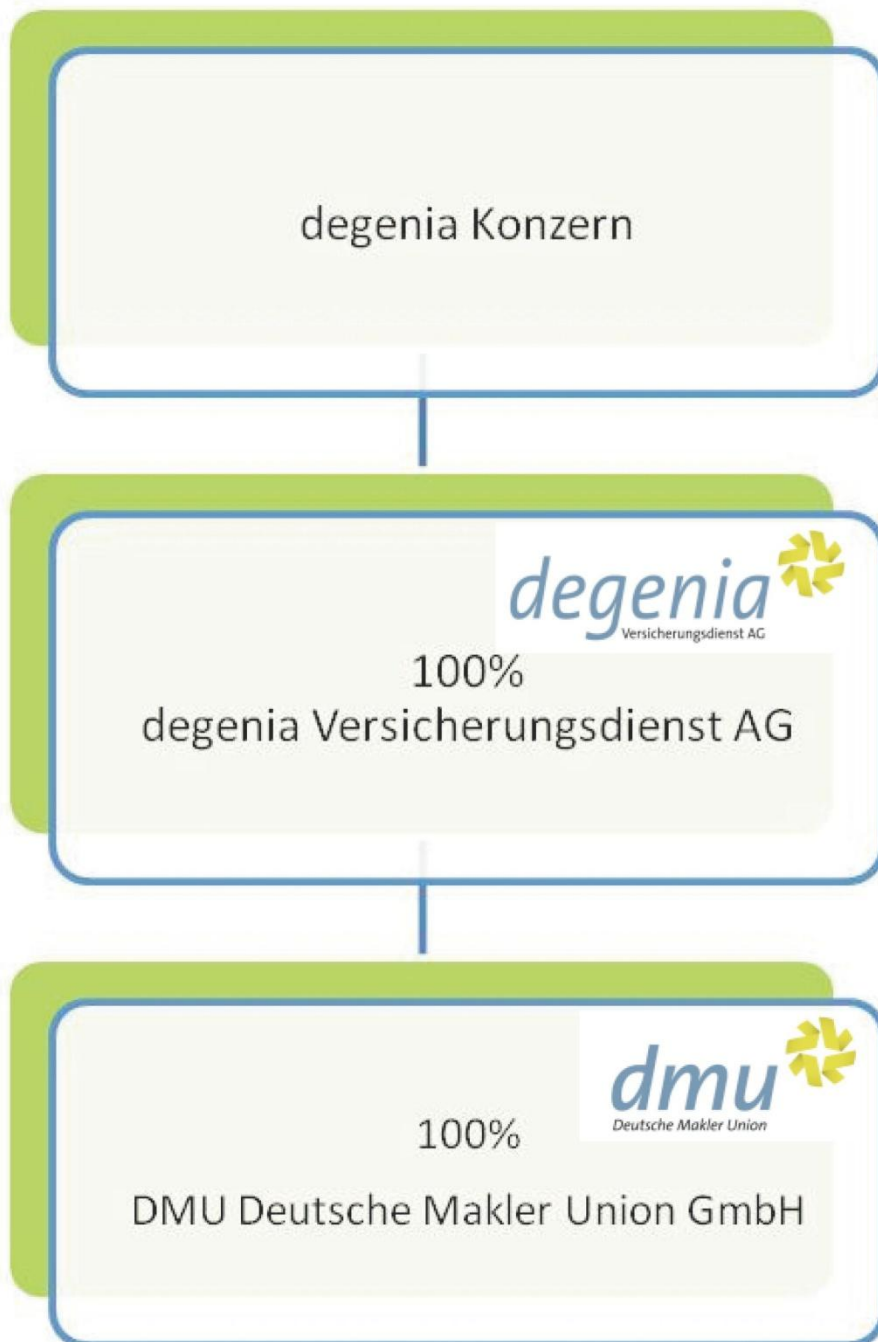 degenia Konzern
degenia
Versicherungsdienst AG
100%
degenia Versicherungsdienst AG
dmu
Deutsche Makler Union
100%
DMU Deutsche Makler Union GmbH